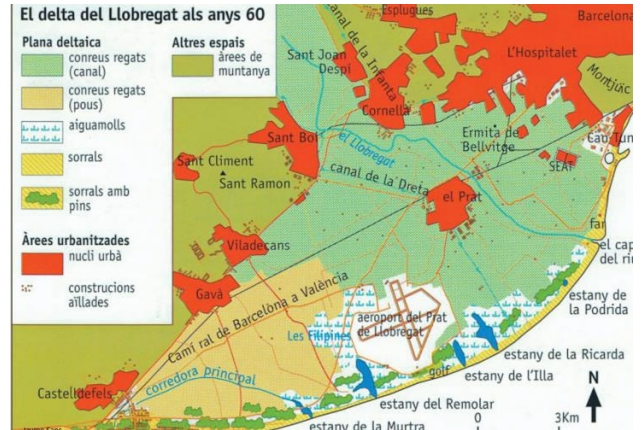 El delta del Llobregat als anys 60
Plana deltaica
conreus regats
(canal)
conreus regats
(pous)
aiguamolls
sorrals
sorrals amb
pins
Àrees urbanitzades
nucli urbà
construcions
aïllades
Altres espais
àrees de
muntanya
Esplugues
Barcelona
canal de la Infanta
Sant Joan
Despí
L'Hospitalet
Montjuïc
Cornellà
Sant Boi
el Llobregat
Ermita de
Bellvitge
Sant Climent
Sant Ramon
canal de la Dreta
SEAT
el Prat
far
el cap
del riu
Viladecans
Gavà
Camí ral de Barcelona a València
estany de
la Podrida
Les Filipines
aeroport del Prat
de Llobregat
estany de la Ricarda
golf
estany de l'Illa
Castelldefels
corredora principal
estany del Remolar
estany de la Murtra
N
0
3Km